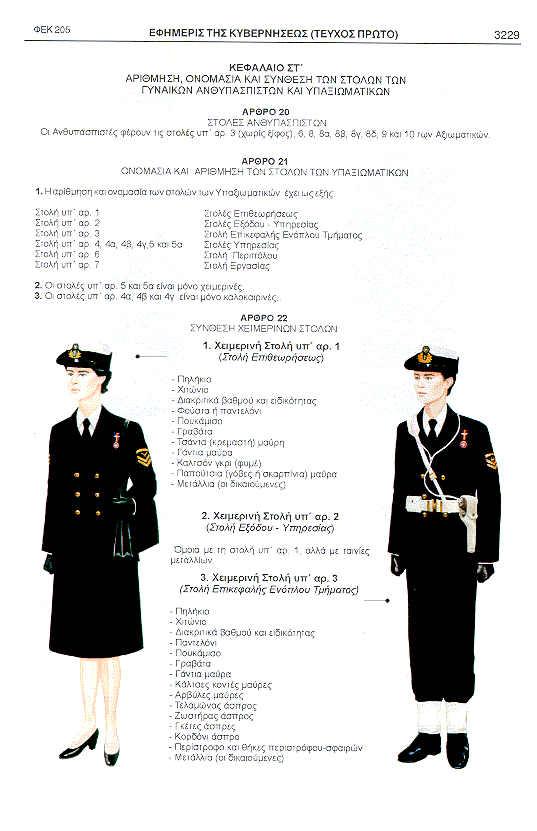 ΦΕΚ 205
ΕΦΗΜΕΡΙΣ ΤΗΣ ΚΥΒΕΡΝΗΣΕΩΣ (ΤΕΥΧΟΣ ΠΡΩΤΟ)
3229
ΚΕΦΑΛΑΙΟ ΣΤ΄
ΑΡΙΘΜΗΣΗ, ΟΝΟΜΑΣΙΑ ΚΑΙ ΣΥΝΘΕΣΗ ΤΩΝ ΣΤΟΛΩΝ ΤΩΝ
ΓΥΝΑΙΚΩΝ ΑΝΘΥΠΑΣΠΙΣΤΩΝ ΚΑΙ ΥΠΑΞΙΩΜΑΤΙΚΩΝ
ΑΡΘΡΟ 20
ΣΤΟΛΕΣ ΑΝΘΥΠΑΣΠΙΣΤΩΝ
Οι Ανθυπασπιστές φέρουν τις στολές υπ΄ αρ. 3 (χωρίς ξίφος), 6, 8, 8α, 8β, 8γ, 8δ, 9 και 10 των Αξιωματικών.
ΑΡΘΡΟ 21
ΟΝΟΜΑΣΙΑ ΚΑΙ ΑΡΙΘΜΗΣΗ ΤΩΝ ΣΤΟΛΩΝ ΤΩΝ ΥΠΑΞΙΩΜΑΤΙΚΩΝ
1. Η αρίθμηση και ονομασία των στολών των Υπαξιωματικών έχει ως εξής:
Στολή υπ΄ αρ. 1 Στολές Επιθεωρήσεως
Στολή υπ΄ αρ. 2 Στολές Εξόδου - Υπηρεσίας
Στολή υπ΄ αρ. 3 Στολή Επικεφαλής Ενόπλου Τμήματος
Στολή υπ΄ αρ. 4, 4α, 4β, 4γ,5 και 5α Στολές Υπηρεσίας
Στολή υπ΄ αρ. 6 Στολή Περιπόλου
Στολή υπ΄ αρ. 7 Στολή Εργασίας
2. Οι στολές υπ΄ αρ. 5 και 5α είναι μόνο χειμερινές.
3. Οι στολές υπ΄ αρ. 4α, 4β και 4γ είναι μόνο καλοκαιρινές..
ΑΡΘΡΟ 22
ΣΥΝΘΕΣΗ ΧΕΙΜΕΡΙΝΩΝ ΣΤΟΛΩΝ
1. Χειμερινή Στολή υπ΄ αρ. 1
(Στολή Επιθεωρήσεως)
- Πηλήκιο
- Χιτώνιο
- Διακριτικά βαθμού και ειδικότητας
- Φούστα ή παντελόνι
- Πουκάμισο
- Γραβάτα
- Τσάντα (κρεμαστή) μαύρη
- Γάντια μαύρα
- Καλτσόν γκρι (φυμέ)
- Παπούτσια (γόβες ή σκαρπίνια) μαύρα
- Μετάλλια (οι δικαιούμενες)
2. Χειμερινή Στολή υπ΄ αρ. 2
(Στολή Εξόδου - Υπηρεσίας)
Όμοια με τη στολή υπ΄ αρ. 1, αλλά με ταινίες
μεταλλίων.
3. Χειμερινή Στολή υπ΄ αρ. 3
(Στολή Επικεφαλής Ενόπλου Τμήματος)
- Πηλήκιο
- Χιτώνιο
- Διακριτικά βαθμού και ειδικότητας
- Παντελόνι
- Πουκάμισο
- Γραβάτα
- Γάντια μαύρα
- Κάλτσες κοντές μαύρες
- Αρβύλες μαύρες
- Τελαμώνας άσπρος
- Ζωστήρας άσπρος
- Γκέτες άσπρες
- Κορδόνι άσπρο
- Περίστροφο και θήκες περιστρόφου-σφαιρών
- Μετάλλια (οι δικαιούμενες)